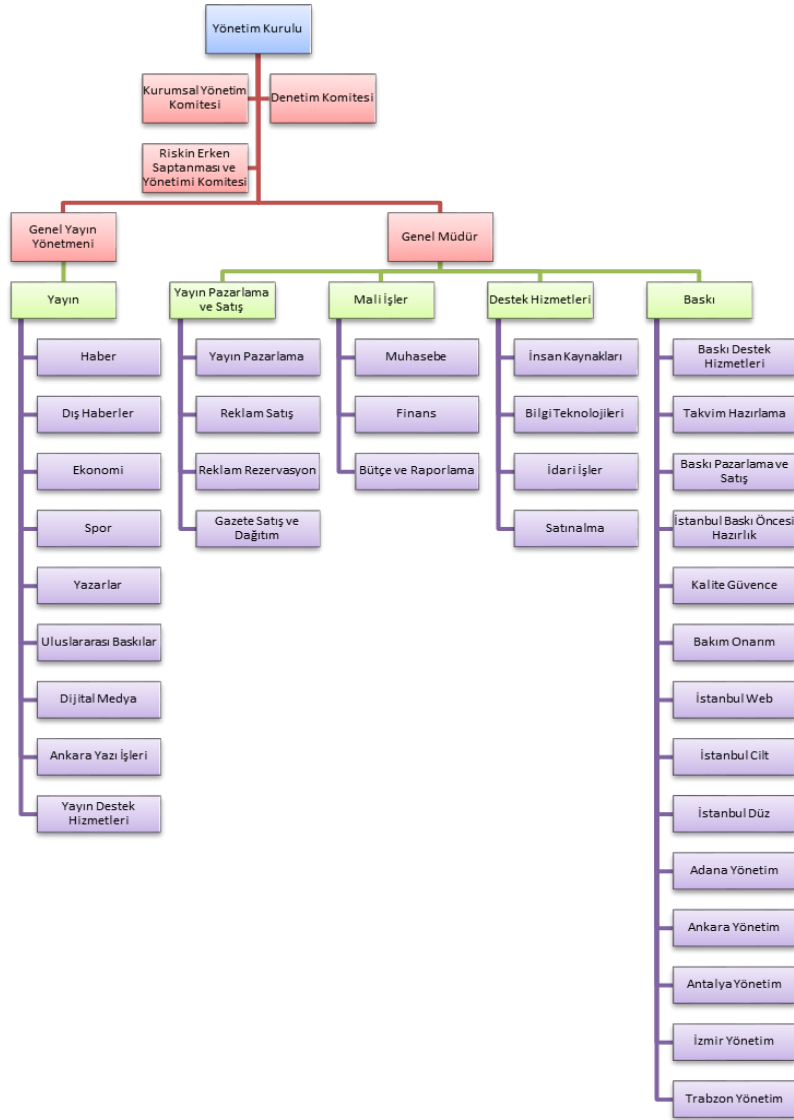 Yönetim Kurulu
Kurumsal Yönetim
Komitesi
Denetim Komitesi
Riskin Erken
Saptanması ve
Yönetimi Komitesi
Genel Yayın
Yönetmeni
Genel Müdür
Yayın
Yayın Pazarlama
ve Satış
Mali İşler
Destek Hizmetleri
Baskı
Haber
Dış Haberler
Ekonomi
Spor
Yazarlar
Uluslararası Baskılar
Dijital Medya
Ankara Yazı İşleri
Yayın Destek
Hizmetleri
Yayın Pazarlama
Reklam Satış
Reklam Rezervasyon
Gazete Satış ve
Dağıtım
Muhasebe
Finans
Bütçe ve Raporlama
İnsan Kaynakları
Bilgi Teknolojileri
İdari İşler
Satınalma
Baskı Destek
Hizmetleri
Takvim Hazırlama
Baskı Pazarlama ve
Satış
İstanbul Baskı Öncesi
Hazırlık
Kalite Güvence
Bakım Onarım
İstanbul Web
İstanbul Cilt
İstanbul Düz
Adana Yönetim
Ankara Yönetim
Antalya Yönetim
İzmir Yönetim
Trabzon Yönetim